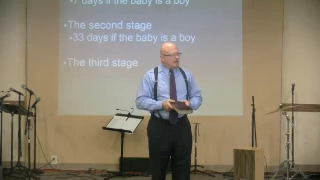 •7 days if the baby is a boy
•The second stage
•33 days if the baby is a boy
•The third stage